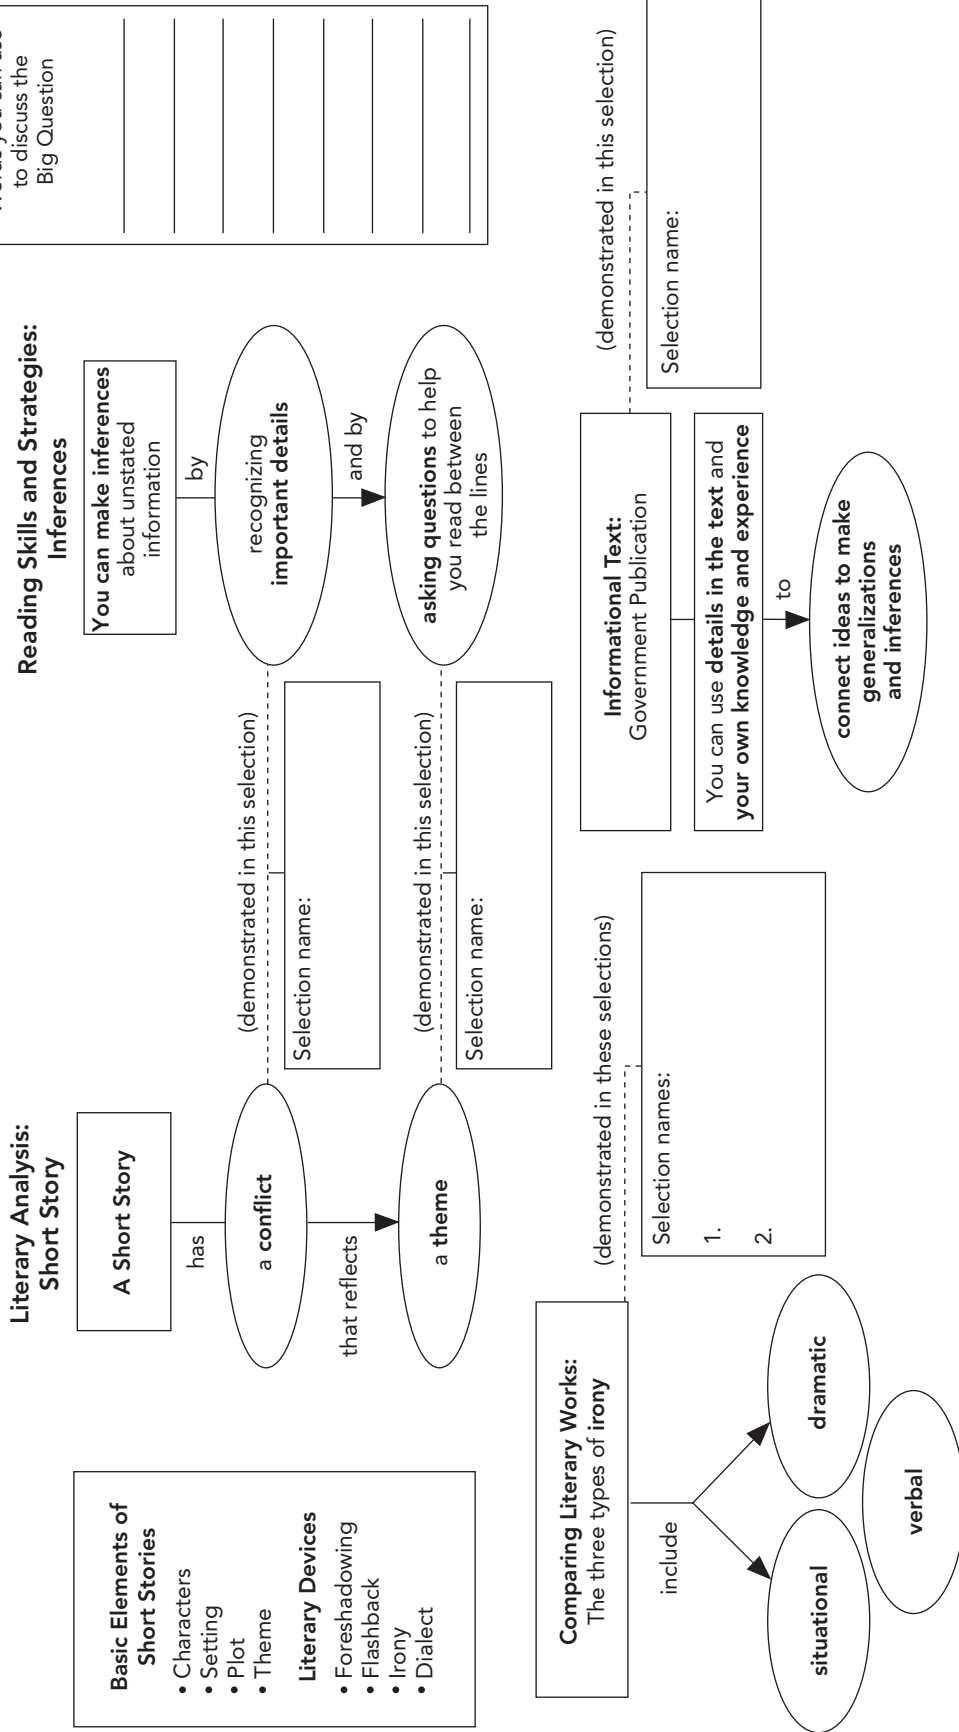 Basic Elements of
Short Stories
• Characters
• Setting
• Plot
• Theme
Literary Devices
• Foreshadowing
• Flashback
• Irony
• Dialect
Literary Analysis:
Short Story
A Short Story
has
a conflict
that reflects
a theme
(demonstrated in this selection)
Selection name:
(demonstrated in this selection)
Selection name:
Reading Skills and Strategies:
Inferences
You can make inferences
about unstated
information
by
recognizing
important details
and by
asking questions to help
you read between
the lines
to discuss the
Big Question
Comparing Literary Works:
The three types of irony
include
situational
dramatic
verbal
(demonstrated in these selections)
Selection names:
1.
2.
Informational Text:
Government Publication
You can use details in the text and
your own knowledge and experience
to
connect ideas to make
generalizations
and inferences
(demonstrated in this selection)
Selection name: